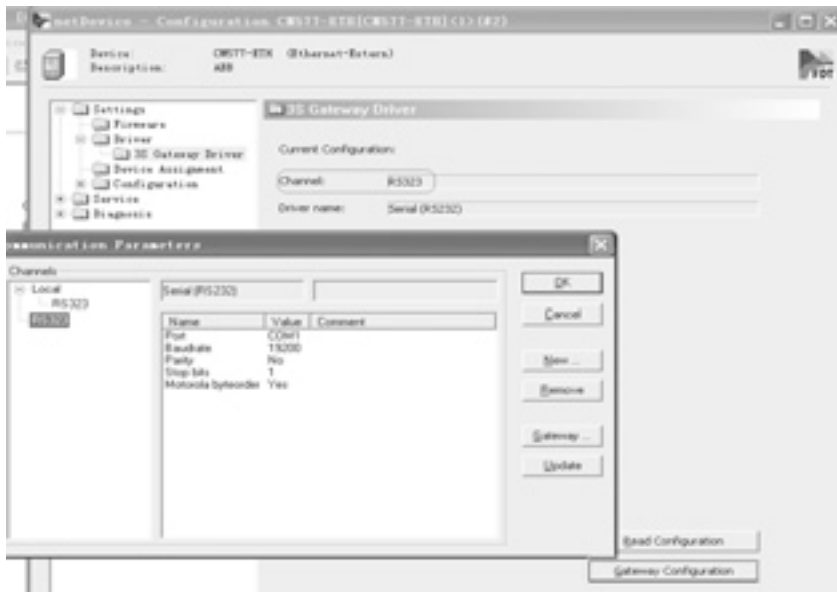 netDevice - Configuration CM577-ETH[CM577-ETH]<1>(#2)
Device: CM577-ETH (Ethernet-Extern)
Description: ABB
FDT
Settings
Firmware
Driver
3S Gateway Driver
Device Assignment
Configuration
Service
Diagnosis
3S Gateway Driver
Current Configuration:
Channel: RS323
Driver name: Serial (RS232)
Communication Parameters
Channels
Local
RS323
RS323
Serial (RS232)
Name Value Comment
Port COM1
Baudrate 19200
Parity No
Stop bits 1
Motorola byteorder Yes
OK
Cancel
New ...
Remove
Gateway ...
Update
Read Configuration
Gateway Configuration